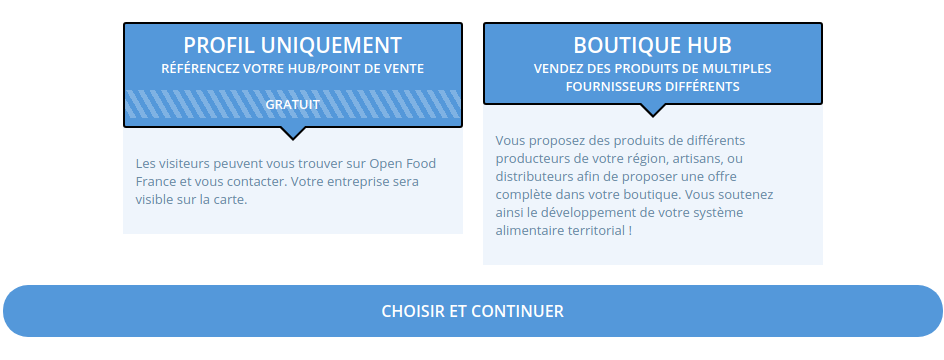 PROFIL UNIQUEMENT
RÉFÉRENCEZ VOTRE HUB/POINT DE VENTE
GRATUIT
Les visiteurs peuvent vous trouver sur Open Food
France et vous contacter. Votre entreprise sera
visible sur la carte.
BOUTIQUE HUB
VENDEZ DES PRODUITS DE MULTIPLES
FOURNISSEURS DIFFÉRENTS
Vous proposez des produits de différents
producteurs de votre région, artisans, ou
distributeurs afin de proposer une offre
complète dans votre boutique. Vous soutenez
ainsi le développement de votre système
alimentaire territorial !
CHOISIR ET CONTINUER